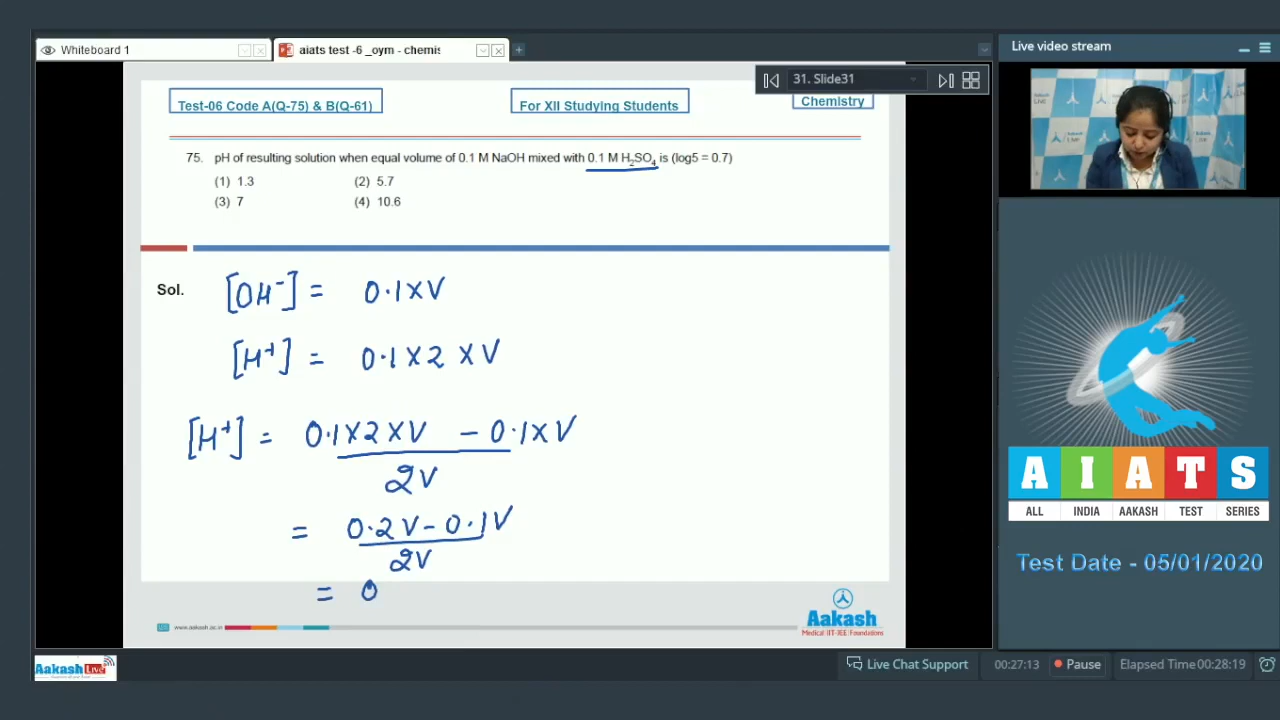 Whiteboard 1
aiats test -6 _oym - chemis
Live video stream
31. Slide31
Test-06 Code A(Q-75) & B(Q-61)
For XII Studying Students
Chemistry
75. pH of resulting solution when equal volume of 0.1 M NaOH mixed with 0.1 M H₂SO₄ is (log5 = 0.7)
(1) 1.3 (2) 5.7
(3) 7 (4) 10.6
Sol. [OH⁻] = 0.1×V
[H⁺] = 0.1×2×V
[H⁺] = 0.1×2×V - 0.1×V
2V
= 0.2V - 0.1V
2V
= 0
Aakash
Medical|IIT-JEE|Foundations
www.aakash.ac.in
A I A T S
ALL INDIA AAKASH TEST SERIES
Test Date - 05/01/2020
Aakash Live
Live Chat Support
00:27:13
Pause
Elapsed Time 00:28:19